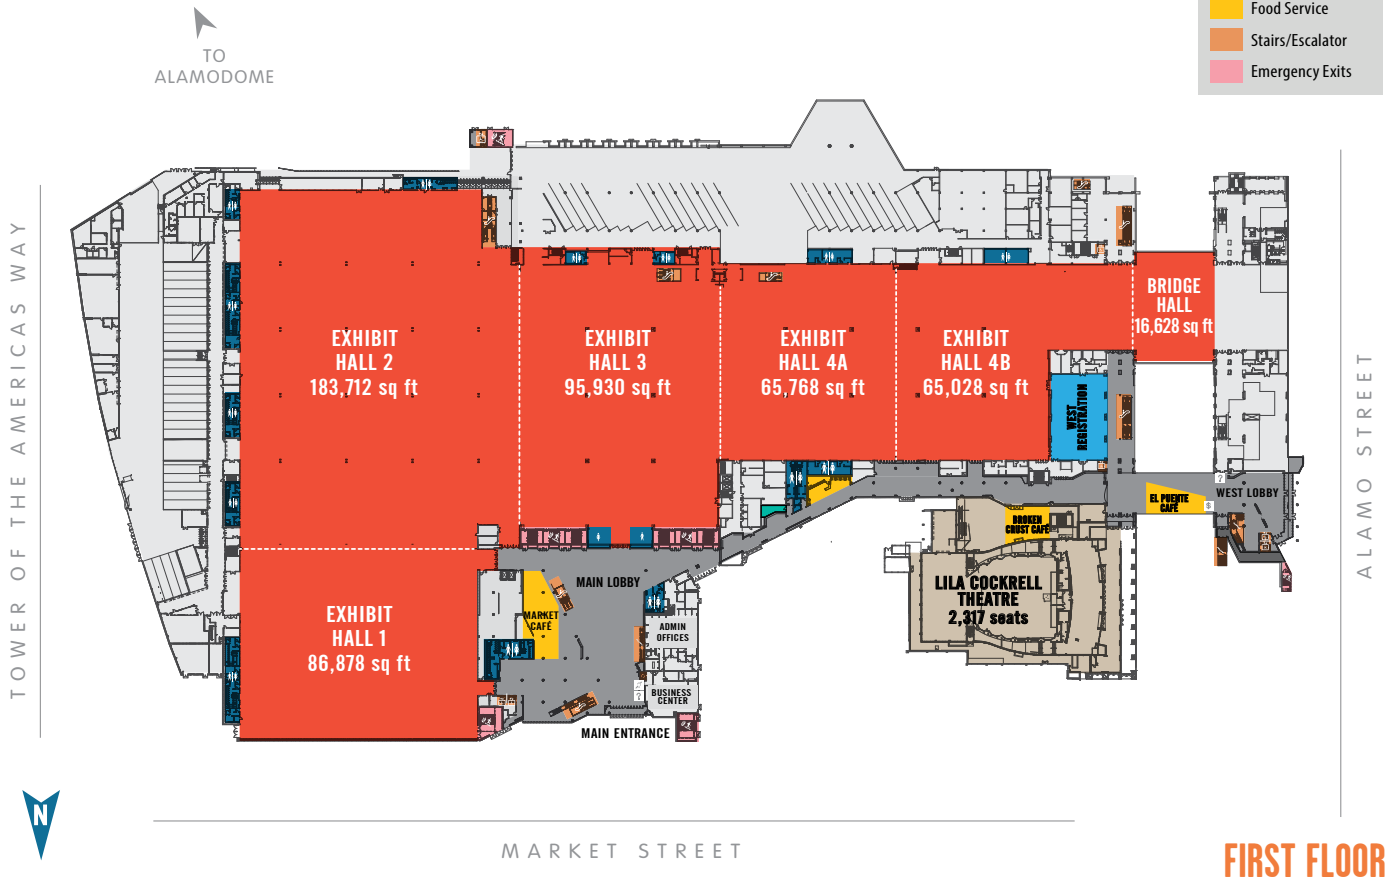 Food Service
Stairs/Escalator
Emergency Exits
TO
ALAMODOME
TOWER OF THE AMERICAS WAY
ALAMO STREET
MARKET STREET
EXHIBIT
HALL 2
183,712 sq ft
EXHIBIT
HALL 3
95,930 sq ft
EXHIBIT
HALL 4A
65,768 sq ft
EXHIBIT
HALL 4B
65,028 sq ft
BRIDGE
HALL
16,628 sq ft
WEST
REGISTRATION
EL PUENTE
CAFÉ
?
$
WEST LOBBY
BROKEN
CRUST CAFÉ
LILA COCKRELL
THEATRE
2,317 seats
EXHIBIT
HALL 1
86,878 sq ft
MAIN LOBBY
MARKET
CAFÉ
ADMIN
OFFICES
BUSINESS
CENTER
?
MAIN ENTRANCE
N
FIRST FLOOR